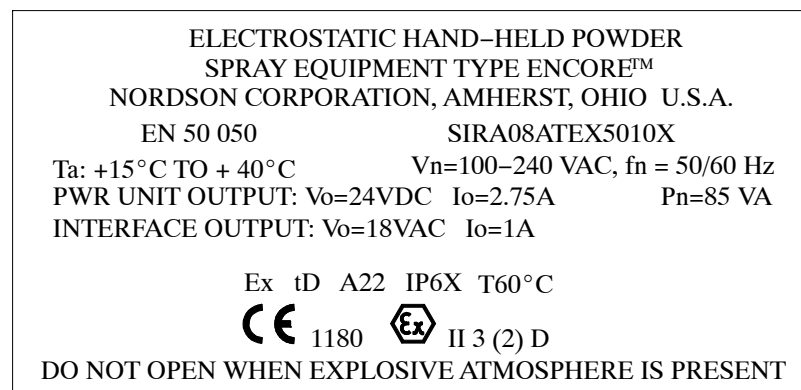 ELECTROSTATIC HAND–HELD POWDER
SPRAY EQUIPMENT TYPE ENCORE™
NORDSON CORPORATION, AMHERST, OHIO U.S.A.
EN 50 050 SIRA08ATEX5010X
Ta: +15°C TO + 40°C Vn=100–240 VAC, fn = 50/60 Hz
PWR UNIT OUTPUT: Vo=24VDC Io=2.75A Pn=85 VA
INTERFACE OUTPUT: Vo=18VAC Io=1A
Ex tD A22 IP6X T60°C
CE 1180 Ex II 3 (2) D
DO NOT OPEN WHEN EXPLOSIVE ATMOSPHERE IS PRESENT